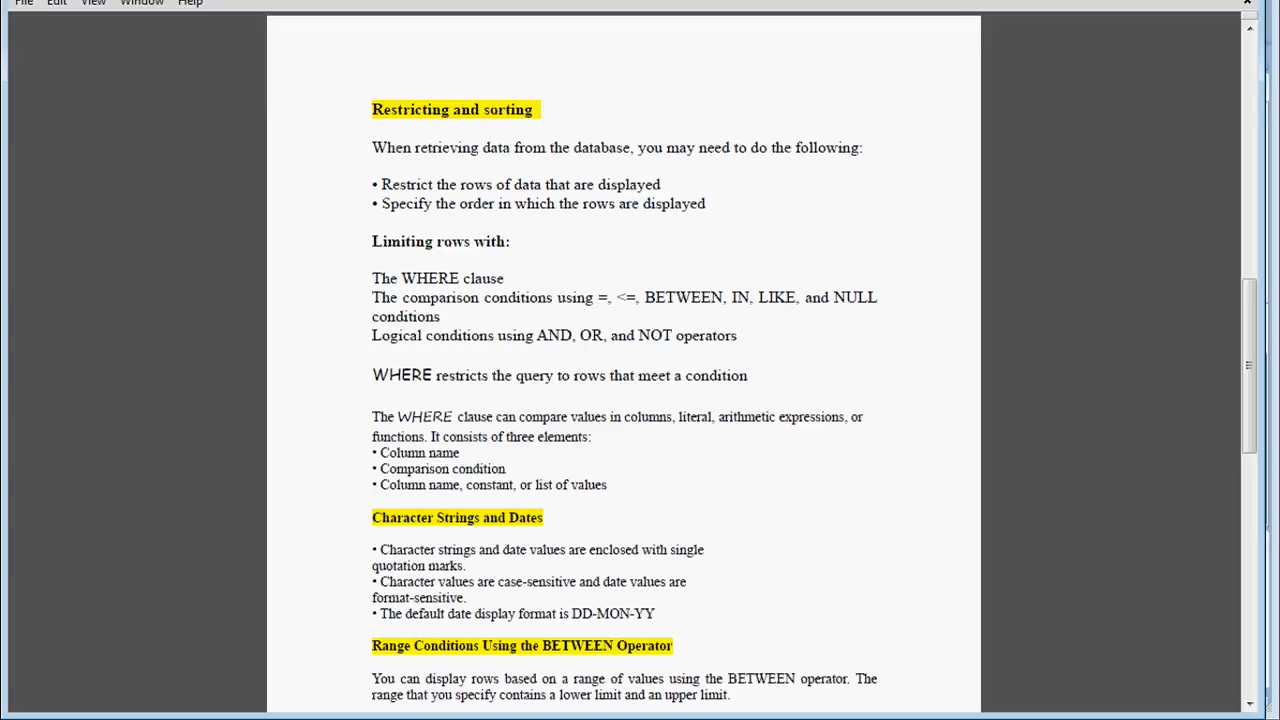 File Edit View Window Help
Restricting and sorting
When retrieving data from the database, you may need to do the following:
• Restrict the rows of data that are displayed
• Specify the order in which the rows are displayed
Limiting rows with:
The WHERE clause
The comparison conditions using =, <=, BETWEEN, IN, LIKE, and NULL
conditions
Logical conditions using AND, OR, and NOT operators
WHERE restricts the query to rows that meet a condition
The WHERE clause can compare values in columns, literal, arithmetic expressions, or
functions. It consists of three elements:
• Column name
• Comparison condition
• Column name, constant, or list of values
Character Strings and Dates
• Character strings and date values are enclosed with single
quotation marks.
• Character values are case-sensitive and date values are
format-sensitive.
• The default date display format is DD-MON-YY
Range Conditions Using the BETWEEN Operator
You can display rows based on a range of values using the BETWEEN operator. The
range that you specify contains a lower limit and an upper limit.